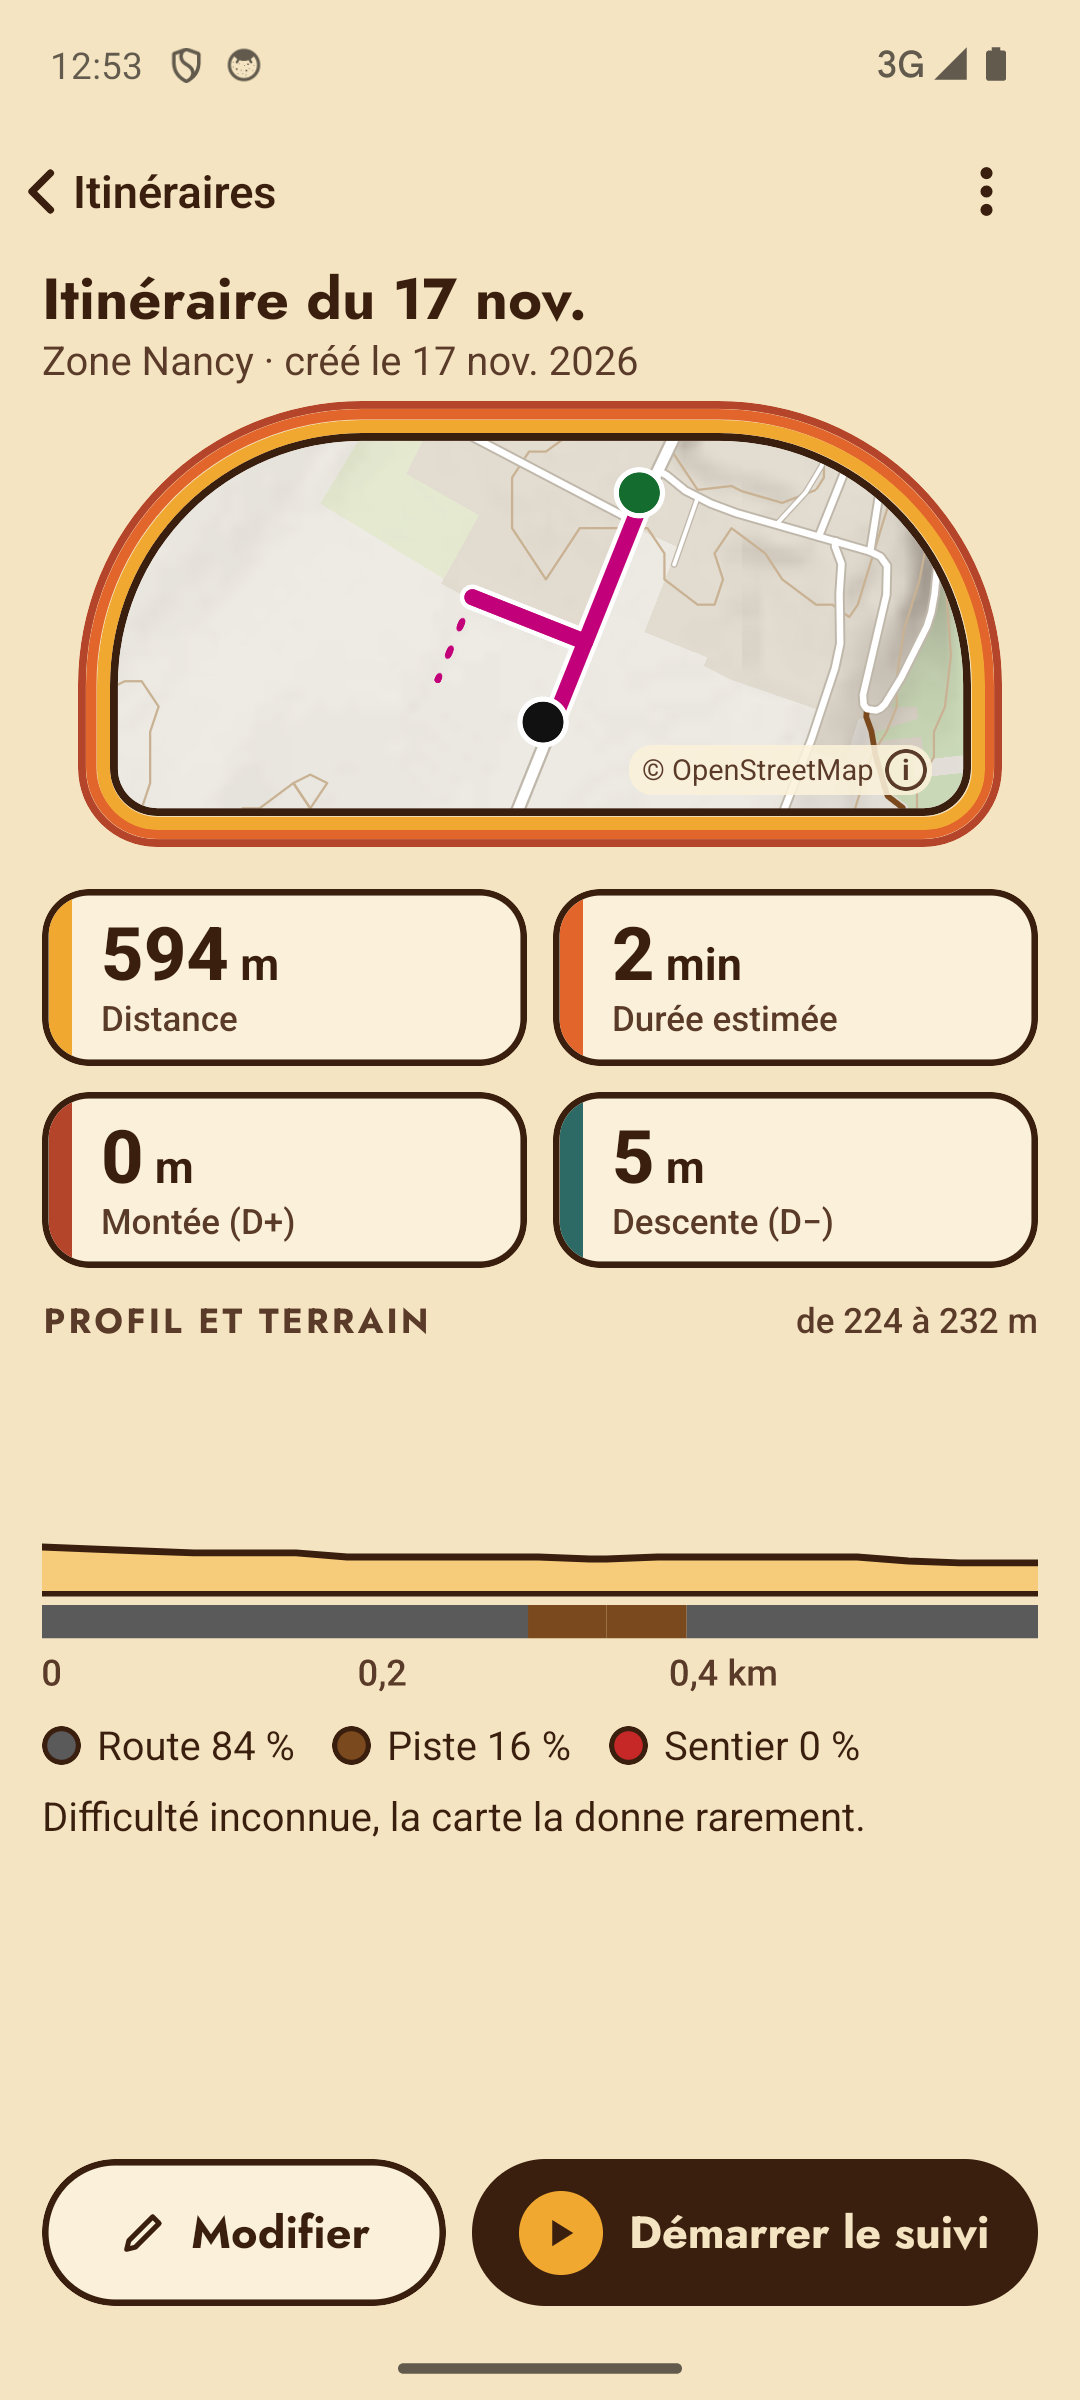 12:53
3G
Itinéraires
Itinéraire du 17 nov.
Zone Nancy · créé le 17 nov. 2026
© OpenStreetMap i
594 m
Distance
2 min
Durée estimée
0 m
Montée (D+)
5 m
Descente (D−)
PROFIL ET TERRAIN
de 224 à 232 m
0
0,2
0,4 km
Route 84 %
Piste 16 %
Sentier 0 %
Difficulté inconnue, la carte la donne rarement.
Modifier
Démarrer le suivi